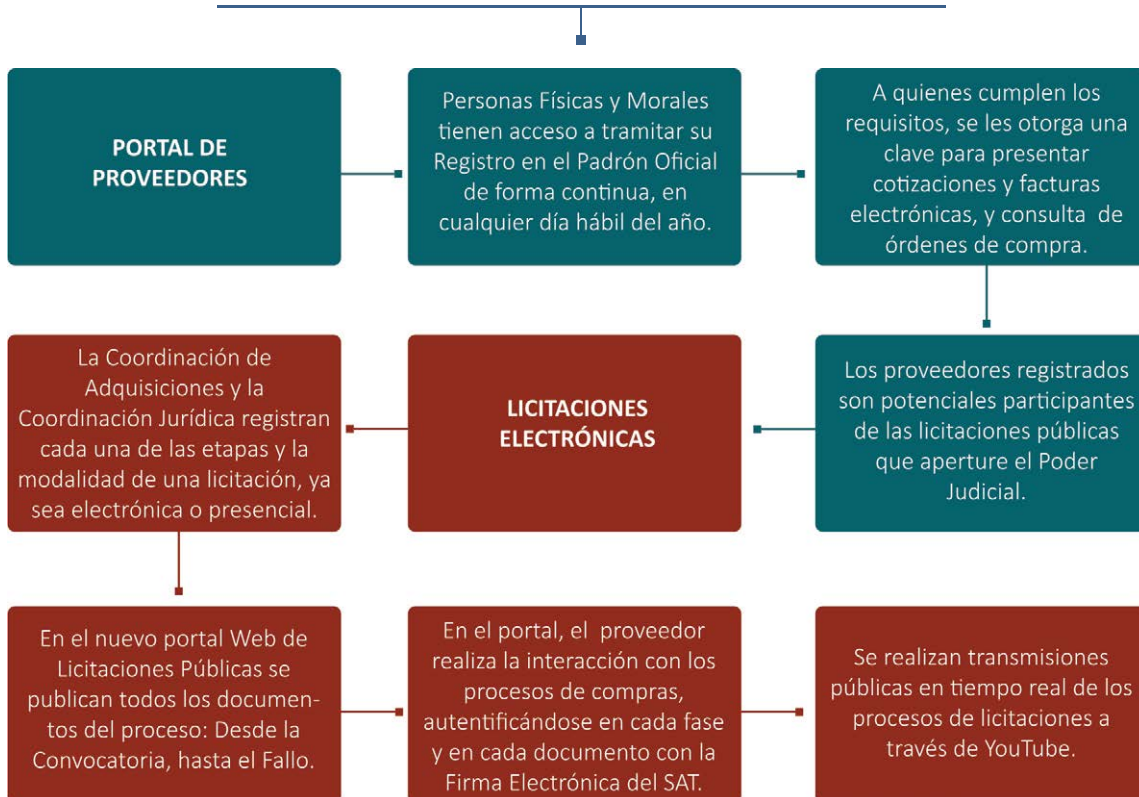 PORTAL DE
PROVEEDORES
Personas Físicas y Morales
tienen acceso a tramitar su
Registro en el Padrón Oficial
de forma continua, en
cualquier día hábil del año.
A quienes cumplen los
requisitos, se les otorga una
clave para presentar
cotizaciones y facturas
electrónicas, y consulta de
órdenes de compra.
Los proveedores registrados
son potenciales participantes
de las licitaciones públicas
que aperture el Poder
Judicial.
LICITACIONES
ELECTRÓNICAS
La Coordinación de
Adquisiciones y la
Coordinación Jurídica registran
cada una de las etapas y la
modalidad de una licitación, ya
sea electrónica o presencial.
En el nuevo portal Web de
Licitaciones Públicas se
publican todos los documen-
tos del proceso: Desde la
Convocatoria, hasta el Fallo.
En el portal, el proveedor
realiza la interacción con los
procesos de compras,
autentificándose en cada fase
y en cada documento con la
Firma Electrónica del SAT.
Se realizan transmisiones
públicas en tiempo real de los
procesos de licitaciones a
través de YouTube.